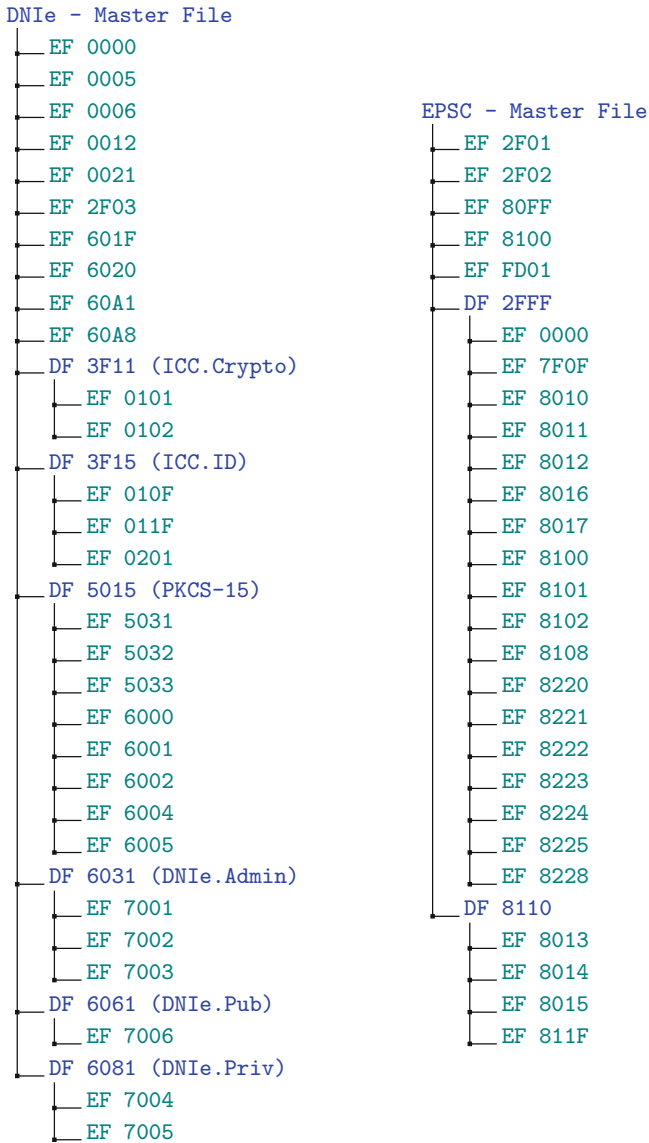 DNIe - Master File
EF 0000
EF 0005
EF 0006
EF 0012
EF 0021
EF 2F03
EF 601F
EF 6020
EF 60A1
EF 60A8
DF 3F11 (ICC.Crypto)
EF 0101
EF 0102
DF 3F15 (ICC.ID)
EF 010F
EF 011F
EF 0201
DF 5015 (PKCS-15)
EF 5031
EF 5032
EF 5033
EF 6000
EF 6001
EF 6002
EF 6004
EF 6005
DF 6031 (DNIe.Admin)
EF 7001
EF 7002
EF 7003
DF 6061 (DNIe.Pub)
EF 7006
DF 6081 (DNIe.Priv)
EF 7004
EF 7005
EPSC - Master File
EF 2F01
EF 2F02
EF 80FF
EF 8100
EF FD01
DF 2FFF
EF 0000
EF 7F0F
EF 8010
EF 8011
EF 8012
EF 8016
EF 8017
EF 8100
EF 8101
EF 8102
EF 8108
EF 8220
EF 8221
EF 8222
EF 8223
EF 8224
EF 8225
EF 8228
DF 8110
EF 8013
EF 8014
EF 8015
EF 811F